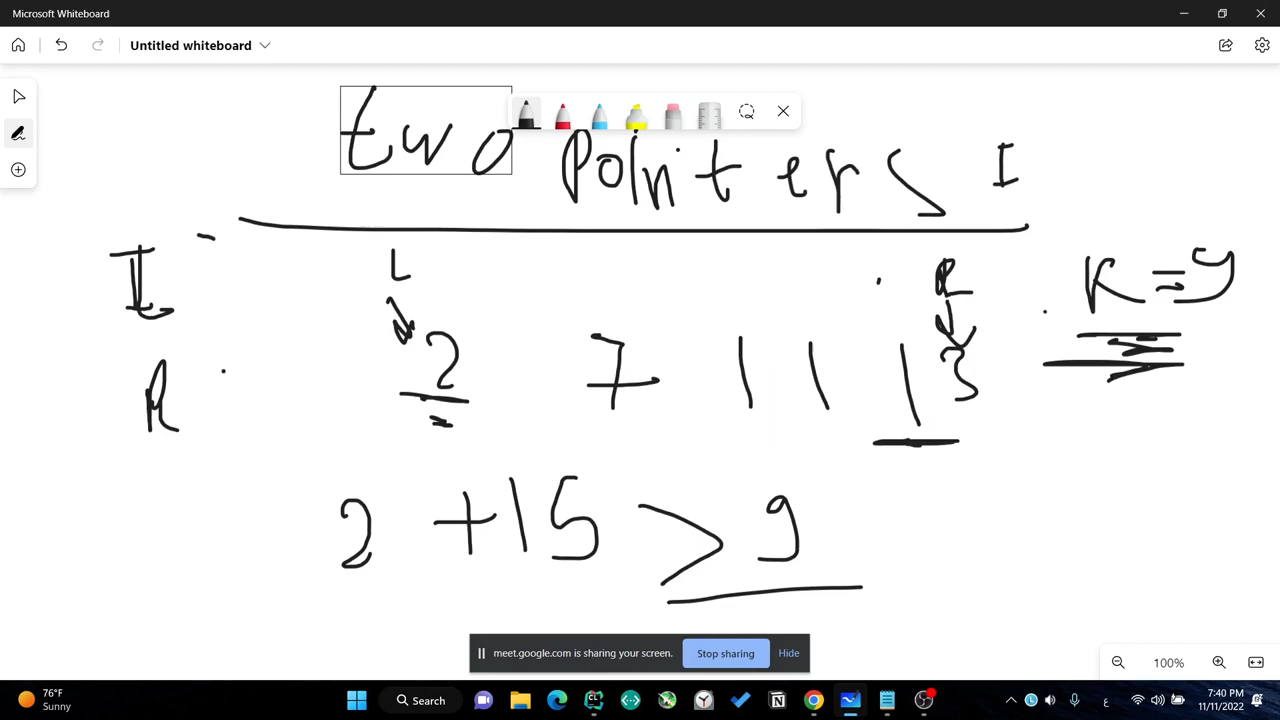 Microsoft Whiteboard
Untitled whiteboard
two Pointers I
I
L
R
K=9
R
2 7 11 13
2 +15 > 9
meet.google.com is sharing your screen.
Stop sharing
Hide
100%
76°F
Sunny
Search
7:40 PM
11/11/2022